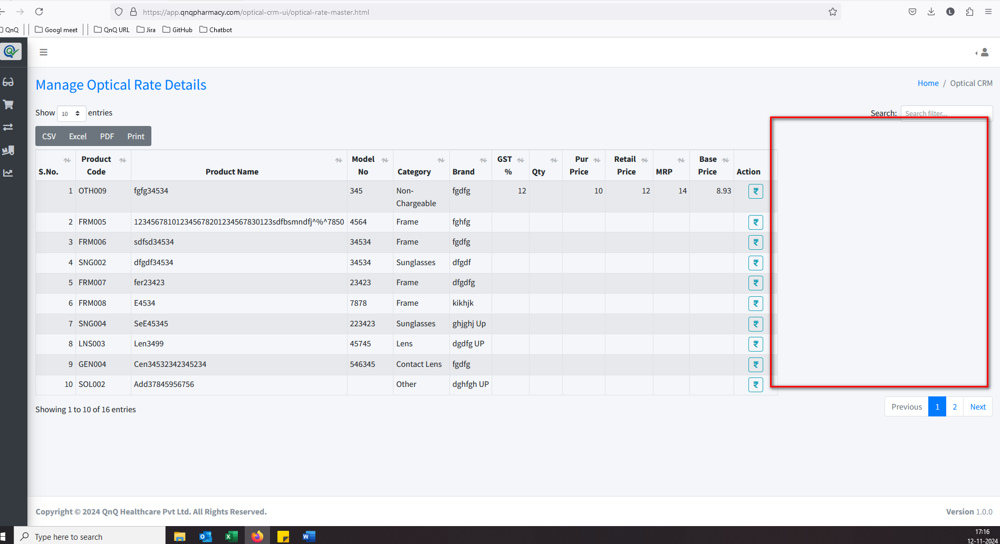 https://app.qnqpharmacy.com/optical-crm-ui/optical-rate-master.html
L
QnQ Googl meet QnQ URL Jira GitHub Chatbot
Manage Optical Rate Details
Home / Optical CRM
Show 10 entries
Search: Search filter...
CSV Excel PDF Print
S.No. Product Code Product Name Model No Category Brand GST % Qty Pur Price Retail Price MRP Base Price Action
1 OTH009 fgfg34534 345 Non-Chargeable fgdfg 12 10 12 14 8.93 ₹
2 FRM005 123456781012345678201234567830123sdfbsmndfj^%^7850 4564 Frame fghfg ₹
3 FRM006 sdfsd34534 34534 Frame fgdfg ₹
4 SNG002 dfgdf34534 34534 Sunglasses dfgdf ₹
5 FRM007 fer23423 23423 Frame dfgdfg ₹
6 FRM008 E4534 7878 Frame kikhjk ₹
7 SNG004 SeE45345 223423 Sunglasses ghjghj Up ₹
8 LNS003 Len3499 45745 Lens dgdfg UP ₹
9 GEN004 Cen34532342345234 546345 Contact Lens fgdfg ₹
10 SOL002 Add37845956756 Other dghfgh UP ₹
Showing 1 to 10 of 16 entries
Previous 1 2 Next
Copyright © 2024 QnQ Healthcare Pvt Ltd. All Rights Reserved.
Version 1.0.0
Type here to search
17:16
12-11-2024